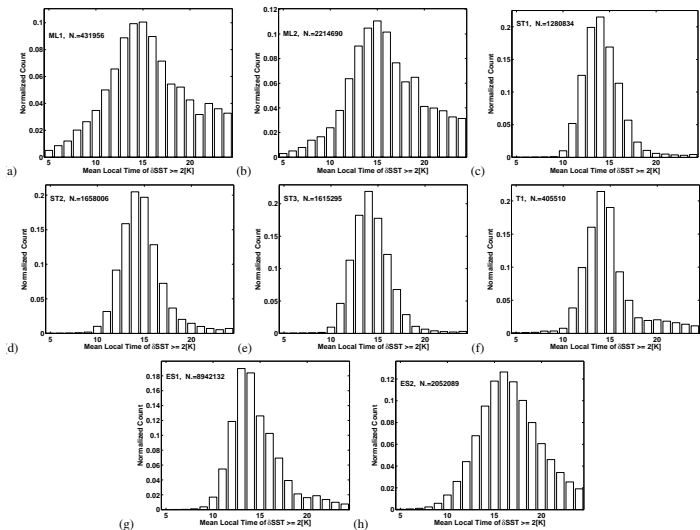 ML1, N.=431956
Normalized Count
0.1
0.08
0.06
0.04
0.02
0
5 10 15 20
Mean Local Time of δSST >= 2[K]
a)
ML2, N.=2214690
Normalized Count
0.1
0.08
0.06
0.04
0.02
0
5 10 15 20
Mean Local Time of δSST >= 2[K]
(b)
ST1, N.=1280834
Normalized Count
0.2
0.15
0.1
0.05
0
5 10 15 20
Mean Local Time of δSST >= 2[K]
(c)
ST2, N.=1658006
Normalized Count
0.2
0.15
0.1
0.05
0
5 10 15 20
Mean Local Time of δSST >= 2[K]
(d)
ST3, N.=1615295
Normalized Count
0.2
0.15
0.1
0.05
0
5 10 15 20
Mean Local Time of δSST >= 2[K]
(e)
T1, N.=405510
Normalized Count
0.2
0.15
0.1
0.05
0
5 10 15 20
Mean Local Time of δSST >= 2[K]
(f)
ES1, N.=8942132
Normalized Count
0.18
0.16
0.14
0.12
0.1
0.08
0.06
0.04
0.02
0
5 10 15 20
Mean Local Time of δSST >= 2[K]
(g)
ES2, N.=2052089
Normalized Count
0.12
0.1
0.08
0.06
0.04
0.02
0
5 10 15 20
Mean Local Time of δSST >= 2[K]
(h)